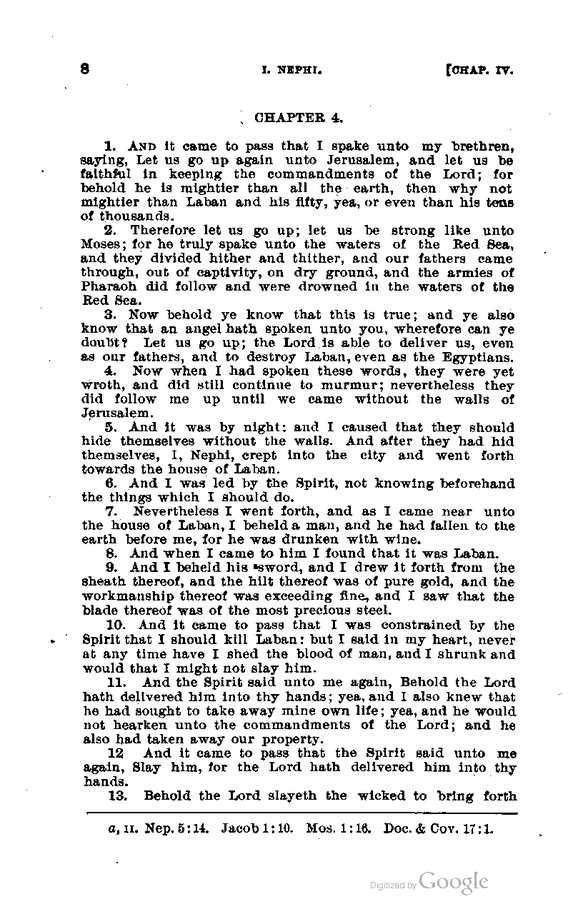 8 I. NEPHI. [CHAP. IV.
CHAPTER 4.
1. AND it came to pass that I spake unto my brethren,
saying, Let us go up again unto Jerusalem, and let us be
faithful in keeping the commandments of the Lord; for
behold he is mightier than all the earth, then why not
mightier than Laban and his fifty, yea, or even than his tens
of thousands.
2. Therefore let us go up; let us be strong like unto
Moses; for he truly spake unto the waters of the Red Sea,
and they divided hither and thither, and our fathers came
through, out of captivity, on dry ground, and the armies of
Pharaoh did follow and were drowned in the waters of the
Red Sea.
3. Now behold ye know that this is true; and ye also
know that an angel hath spoken unto you, wherefore can ye
doubt? Let us go up; the Lord is able to deliver us, even
as our fathers, and to destroy Laban, even as the Egyptians.
4. Now when I had spoken these words, they were yet
wroth, and did still continue to murmur; nevertheless they
did follow me up until we came without the walls of
Jerusalem.
5. And it was by night: and I caused that they should
hide themselves without the walls. And after they had hid
themselves, I, Nephi, crept into the city and went forth
towards the house of Laban.
6. And I was led by the Spirit, not knowing beforehand
the things which I should do.
7. Nevertheless I went forth, and as I came near unto
the house of Laban, I beheld a man, and he had fallen to the
earth before me, for he was drunken with wine.
8. And when I came to him I found that it was Laban.
9. And I beheld his ᵃsword, and I drew it forth from the
sheath thereof, and the hilt thereof was of pure gold, and the
workmanship thereof was exceeding fine, and I saw that the
blade thereof was of the most precious steel.
10. And it came to pass that I was constrained by the
Spirit that I should kill Laban: but I said in my heart, never
at any time have I shed the blood of man, and I shrunk and
would that I might not slay him.
11. And the Spirit said unto me again, Behold the Lord
hath delivered him into thy hands; yea, and I also knew that
he had sought to take away mine own life; yea, and he would
not hearken unto the commandments of the Lord; and he
also had taken away our property.
12 And it came to pass that the Spirit said unto me
again, Slay him, for the Lord hath delivered him into thy
hands.
13. Behold the Lord slayeth the wicked to bring forth
a, II. Nep. 5:14. Jacob 1:10. Mos. 1:16. Doc. & Cov. 17:1.
Digitized by Google